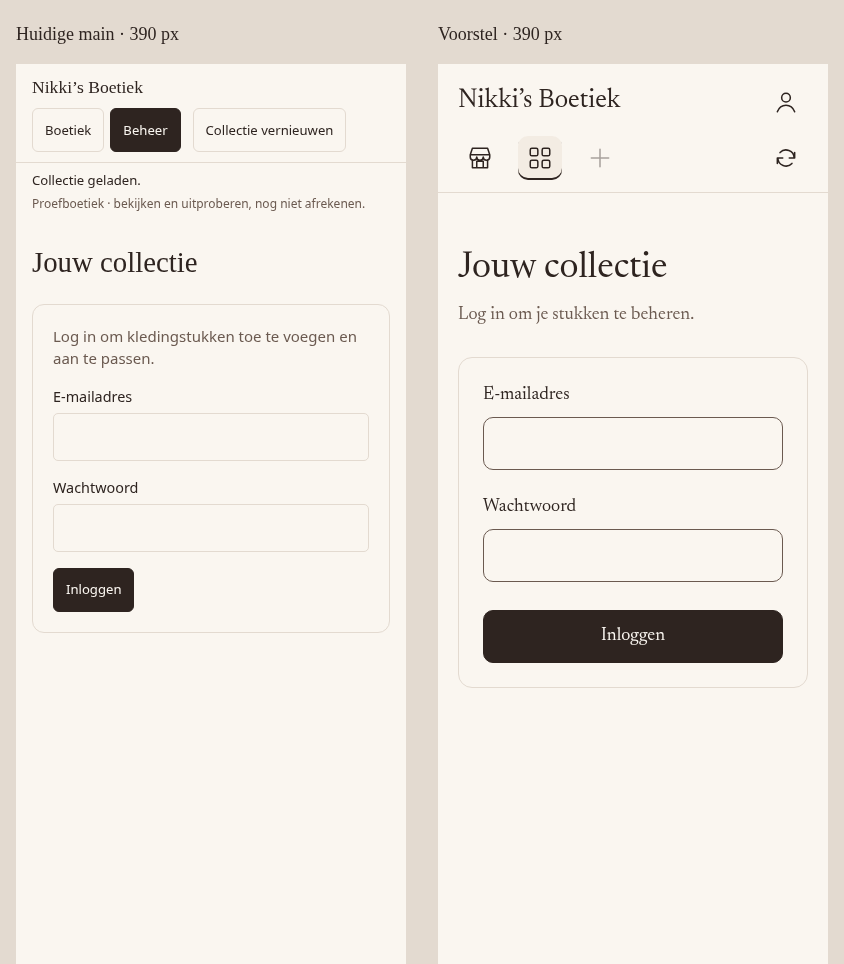 Huidige main · 390 px
Nikki’s Boetiek
Boetiek
Beheer
Collectie vernieuwen
Collectie geladen.
Proefboetiek · bekijken en uitproberen, nog niet afrekenen.
Jouw collectie
Log in om kledingstukken toe te voegen en
aan te passen.
E-mailadres
Wachtwoord
Inloggen
Voorstel · 390 px
Nikki’s Boetiek
Jouw collectie
Log in om je stukken te beheren.
E-mailadres
Wachtwoord
Inloggen